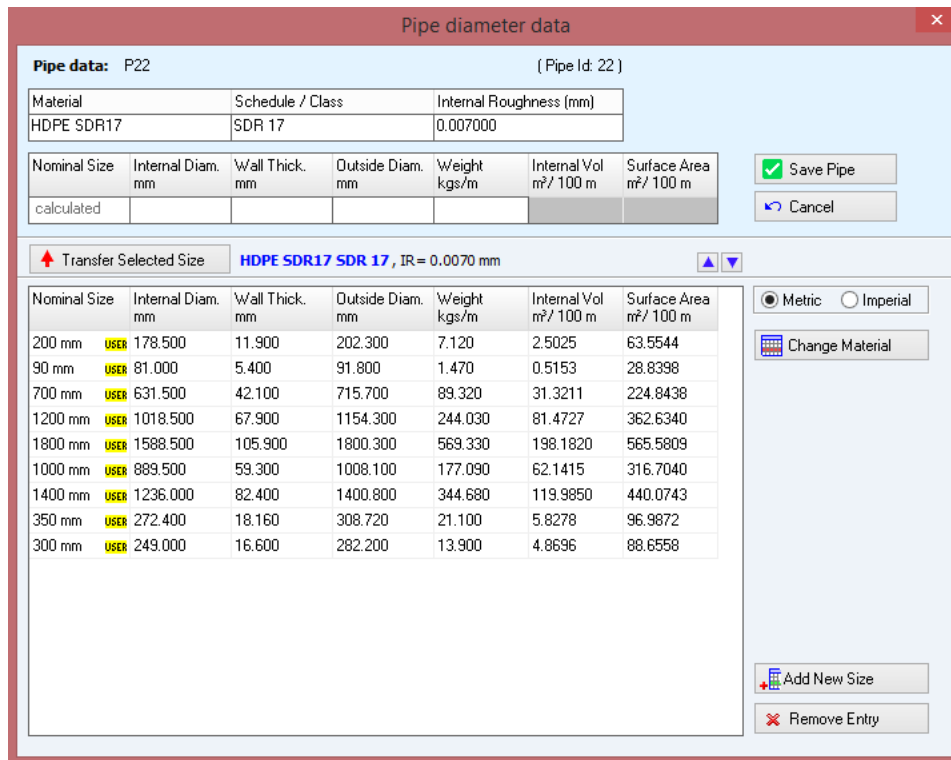 Pipe diameter data
Pipe data: P22 ( Pipe Id: 22 )
Material Schedule / Class Internal Roughness (mm)
HDPE SDR17 SDR 17 0.007000
Nominal Size Internal Diam. mm Wall Thick. mm Outside Diam. mm Weight kgs/m Internal Vol m³/ 100 m Surface Area m²/ 100 m
calculated
Save Pipe
Cancel
Transfer Selected Size HDPE SDR17 SDR 17 , IR= 0.0070 mm
Nominal Size Internal Diam. mm Wall Thick. mm Outside Diam. mm Weight kgs/m Internal Vol m³/ 100 m Surface Area m²/ 100 m
200 mm USER 178.500 11.900 202.300 7.120 2.5025 63.5544
90 mm USER 81.000 5.400 91.800 1.470 0.5153 28.8398
700 mm USER 631.500 42.100 715.700 89.320 31.3211 224.8438
1200 mm USER 1018.500 67.900 1154.300 244.030 81.4727 362.6340
1800 mm USER 1588.500 105.900 1800.300 569.330 198.1820 565.5809
1000 mm USER 889.500 59.300 1008.100 177.090 62.1415 316.7040
1400 mm USER 1236.000 82.400 1400.800 344.680 119.9850 440.0743
350 mm USER 272.400 18.160 308.720 21.100 5.8278 96.9872
300 mm USER 249.000 16.600 282.200 13.900 4.8696 88.6558
Metric Imperial
Change Material
Add New Size
Remove Entry